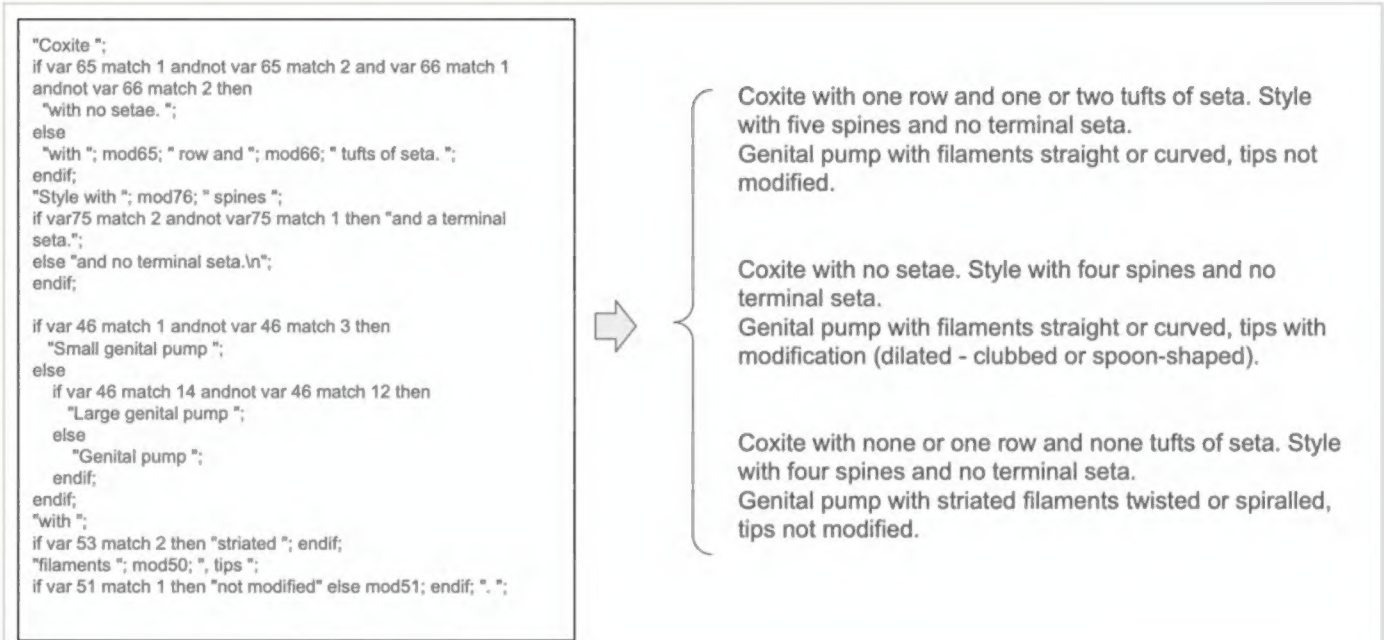 "Coxite ";
if var 65 match 1 andnot var 65 match 2 and var 66 match 1
andnot var 66 match 2 then
"with no setae. ";
else
"with "; mod65; " row and "; mod66; " tufts of seta. ";
endif;
"Style with "; mod76; " spines ";
if var75 match 2 andnot var75 match 1 then "and a terminal
seta.";
else "and no terminal seta.\n";
endif;
if var 46 match 1 andnot var 46 match 3 then
"Small genital pump ";
else
if var 46 match 14 andnot var 46 match 12 then
"Large genital pump ";
else
"Genital pump ";
endif;
endif;
"with ";
if var 53 match 2 then "striated "; endif;
"filaments "; mod50; ", tips ";
if var 51 match 1 then "not modified" else mod51; endif; ". ";
Coxite with one row and one or two tufts of seta. Style
with five spines and no terminal seta.
Genital pump with filaments straight or curved, tips not
modified.
Coxite with no setae. Style with four spines and no
terminal seta.
Genital pump with filaments straight or curved, tips with
modification (dilated - clubbed or spoon-shaped).
Coxite with none or one row and none tufts of seta. Style
with four spines and no terminal seta.
Genital pump with striated filaments twisted or spiralled,
tips not modified.